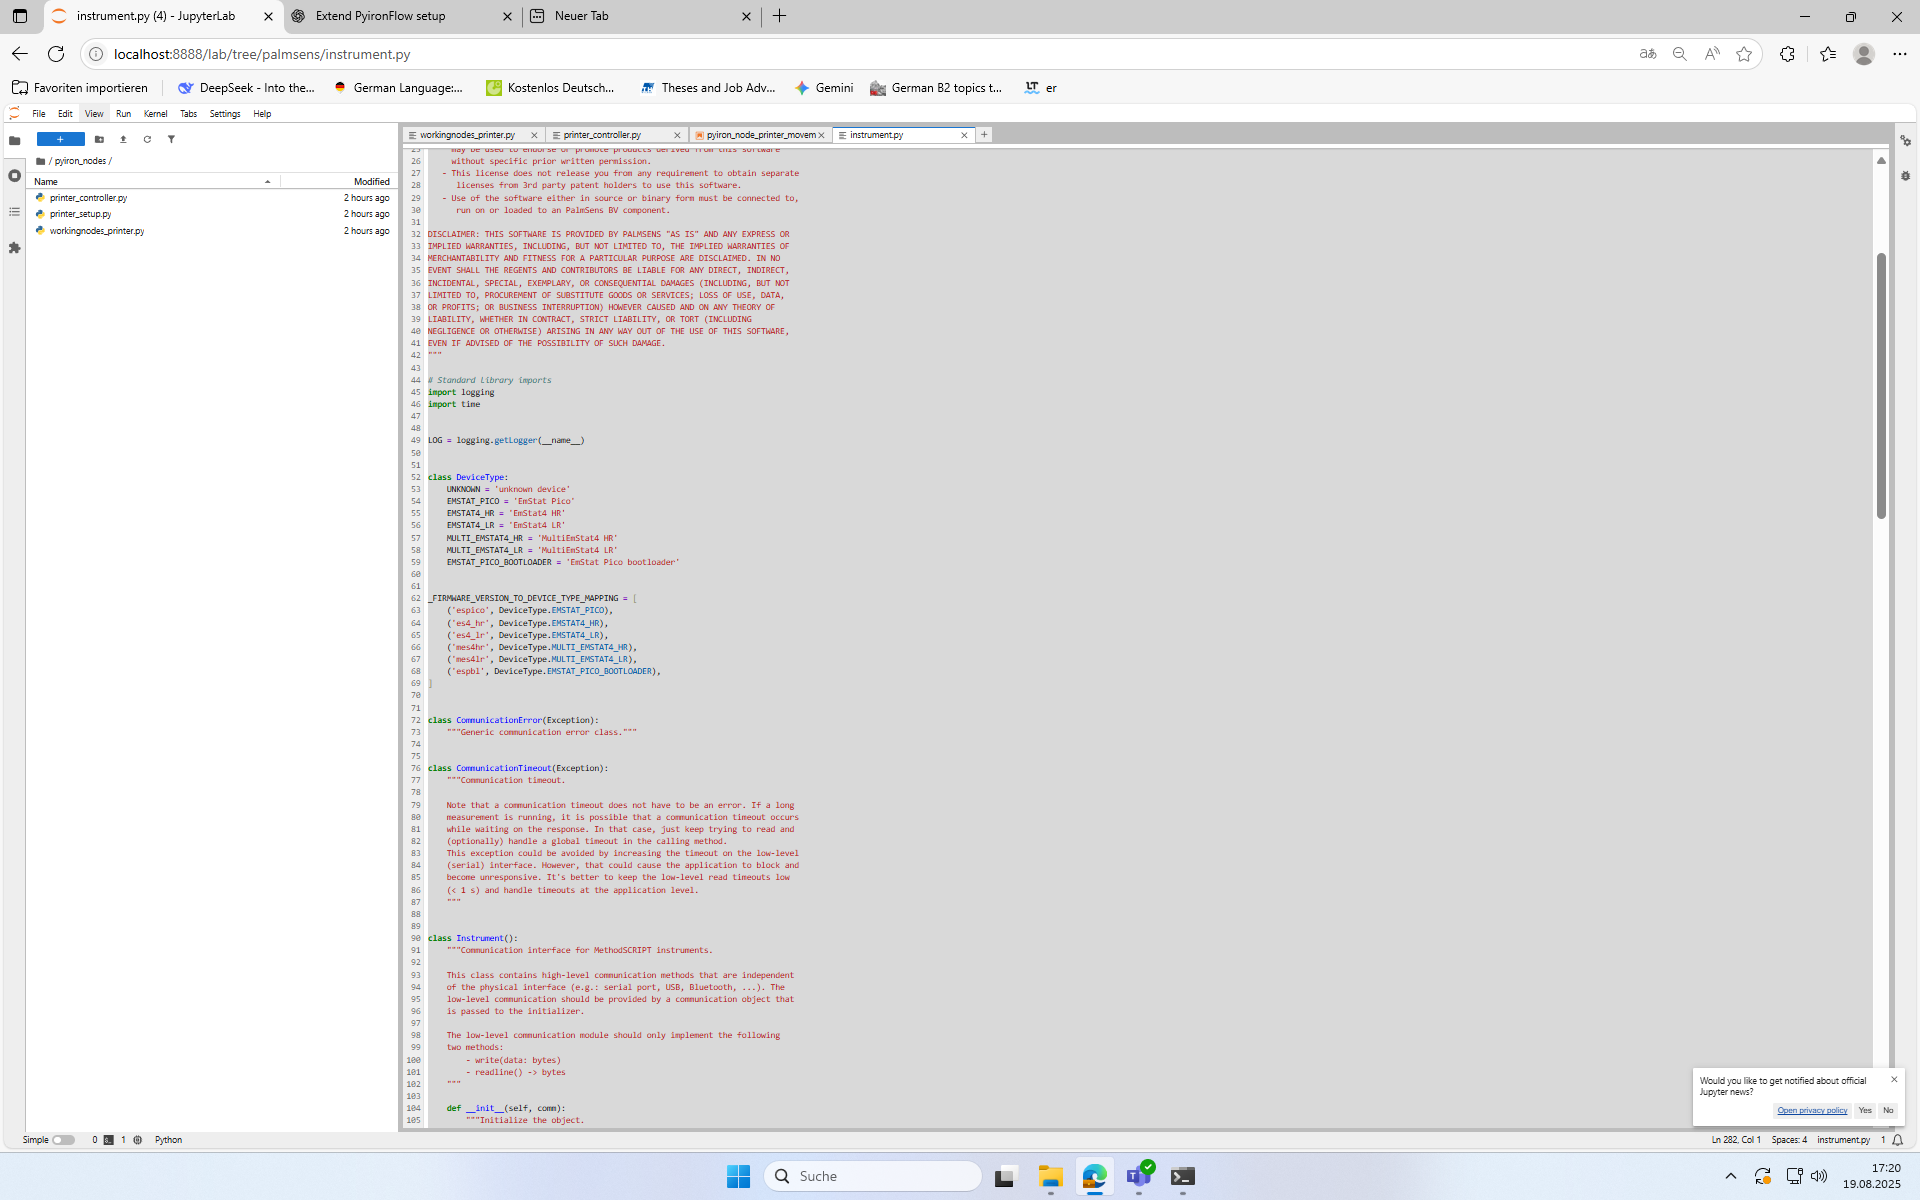 instrument.py (4) - JupyterLab
Extend PyironFlow setup
Neuer Tab
localhost:8888/lab/tree/palmsens/instrument.py
Favoriten importieren
DeepSeek - Into the...
German Language:...
Kostenlos Deutsch...
Theses and Job Adv...
Gemini
German B2 topics t...
er
File Edit View Run Kernel Tabs Settings Help
/ pyiron_nodes /
Name Modified
printer_controller.py 2 hours ago
printer_setup.py 2 hours ago
workingnodes_printer.py 2 hours ago
workingnodes_printer.py
printer_controller.py
pyiron_node_printer_movem
instrument.py
25 may be used to endorse or promote products derived from this software
26 without specific prior written permission.
27 - This license does not release you from any requirement to obtain separate
28 licenses from 3rd party patent holders to use this software.
29 - Use of the software either in source or binary form must be connected to,
30 run on or loaded to an PalmSens BV component.
31
32 DISCLAIMER: THIS SOFTWARE IS PROVIDED BY PALMSENS "AS IS" AND ANY EXPRESS OR
33 IMPLIED WARRANTIES, INCLUDING, BUT NOT LIMITED TO, THE IMPLIED WARRANTIES OF
34 MERCHANTABILITY AND FITNESS FOR A PARTICULAR PURPOSE ARE DISCLAIMED. IN NO
35 EVENT SHALL THE REGENTS AND CONTRIBUTORS BE LIABLE FOR ANY DIRECT, INDIRECT,
36 INCIDENTAL, SPECIAL, EXEMPLARY, OR CONSEQUENTIAL DAMAGES (INCLUDING, BUT NOT
37 LIMITED TO, PROCUREMENT OF SUBSTITUTE GOODS OR SERVICES; LOSS OF USE, DATA,
38 OR PROFITS; OR BUSINESS INTERRUPTION) HOWEVER CAUSED AND ON ANY THEORY OF
39 LIABILITY, WHETHER IN CONTRACT, STRICT LIABILITY, OR TORT (INCLUDING
40 NEGLIGENCE OR OTHERWISE) ARISING IN ANY WAY OUT OF THE USE OF THIS SOFTWARE,
41 EVEN IF ADVISED OF THE POSSIBILITY OF SUCH DAMAGE.
42 """
43
44 # Standard library imports
45 import logging
46 import time
47
48
49 LOG = logging.getLogger(__name__)
50
51
52 class DeviceType:
53 UNKNOWN = 'unknown device'
54 EMSTAT_PICO = 'EmStat Pico'
55 EMSTAT4_HR = 'EmStat4 HR'
56 EMSTAT4_LR = 'EmStat4 LR'
57 MULTI_EMSTAT4_HR = 'MultiEmStat4 HR'
58 MULTI_EMSTAT4_LR = 'MultiEmStat4 LR'
59 EMSTAT_PICO_BOOTLOADER = 'EmStat Pico bootloader'
60
61
62 _FIRMWARE_VERSION_TO_DEVICE_TYPE_MAPPING = [
63 ('espico', DeviceType.EMSTAT_PICO),
64 ('es4_hr', DeviceType.EMSTAT4_HR),
65 ('es4_lr', DeviceType.EMSTAT4_LR),
66 ('mes4hr', DeviceType.MULTI_EMSTAT4_HR),
67 ('mes4lr', DeviceType.MULTI_EMSTAT4_LR),
68 ('espbl', DeviceType.EMSTAT_PICO_BOOTLOADER),
69 ]
70
71
72 class CommunicationError(Exception):
73 """Generic communication error class."""
74
75
76 class CommunicationTimeout(Exception):
77 """Communication timeout.
78
79 Note that a communication timeout does not have to be an error. If a long
80 measurement is running, it is possible that a communication timeout occurs
81 while waiting on the response. In that case, just keep trying to read and
82 (optionally) handle a global timeout in the calling method.
83 This exception could be avoided by increasing the timeout on the low-level
84 (serial) interface. However, that could cause the application to block and
85 become unresponsive. It's better to keep the low-level read timeouts low
86 (< 1 s) and handle timeouts at the application level.
87 """
88
89
90 class Instrument():
91 """Communication interface for MethodSCRIPT instruments.
92
93 This class contains high-level communication methods that are independent
94 of the physical interface (e.g.: serial port, USB, Bluetooth, ...). The
95 low-level communication should be provided by a communication object that
96 is passed to the initializer.
97
98 The low-level communication module should only implement the following
99 two methods:
100 - write(data: bytes)
101 - readline() -> bytes
102 """
103
104 def __init__(self, comm):
105 """Initialize the object.
Would you like to get notified about official
Jupyter news?
Open privacy policy Yes No
Simple 0 1 Python
Ln 282, Col 1 Spaces: 4 instrument.py 1
Suche
17:20
19.08.2025